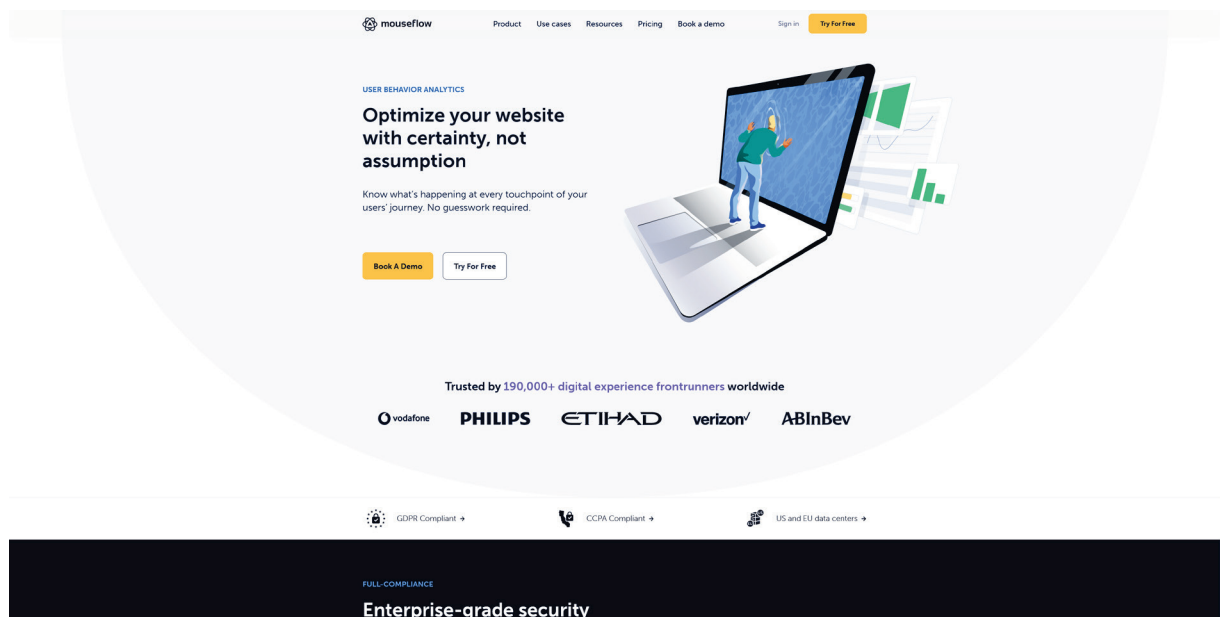 mouseflow
Product Use cases Resources Pricing Book a demo Sign in Try For Free
USER BEHAVIOR ANALYTICS
Optimize your website
with certainty, not
assumption
Know what's happening at every touchpoint of your
users' journey. No guesswork required.
Book A Demo Try For Free
Trusted by 190,000+ digital experience frontrunners worldwide
vodafone PHILIPS ETIHAD verizon✓ ABInBev
GDPR Compliant → CCPA Compliant → US and EU data centers →
FULL-COMPLIANCE
Enterprise-grade security